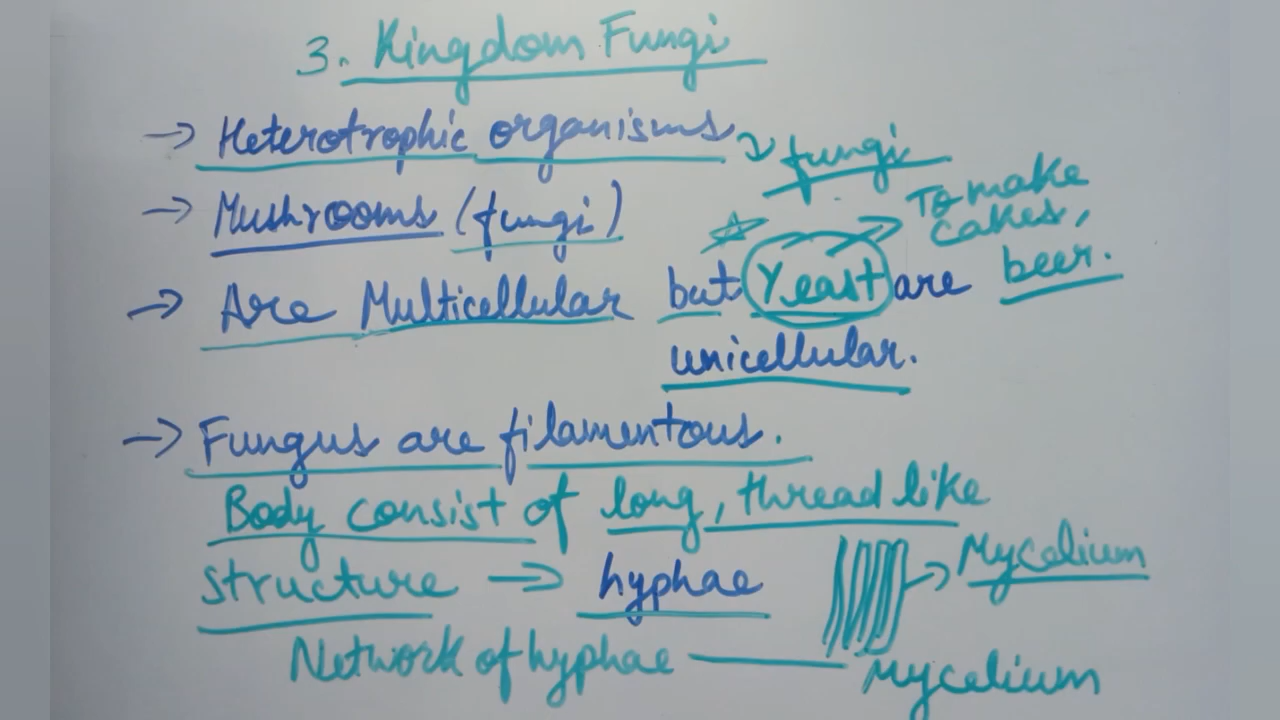 3. Kingdom Fungi
→ Heterotrophic organisms fungi
→ Mushrooms (fungi)
→ To make cakes, beer.
→ Are Multicellular but Yeast are
unicellular.
→ Fungus are filamentous.
Body consist of long, thread like
structure → hyphae → Mycelium
Network of hyphae — Mycelium